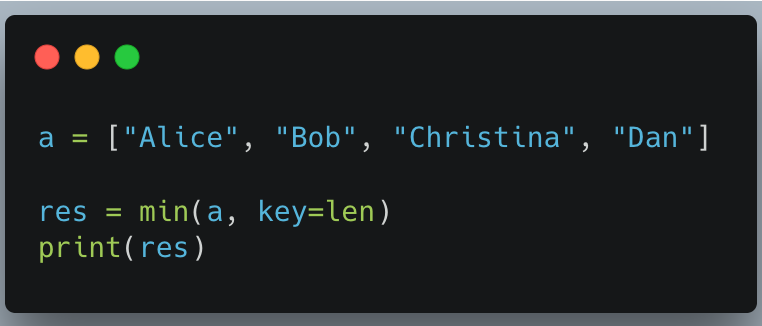 a = ["Alice", "Bob", "Christina", "Dan"]
res = min(a, key=len)
print(res)